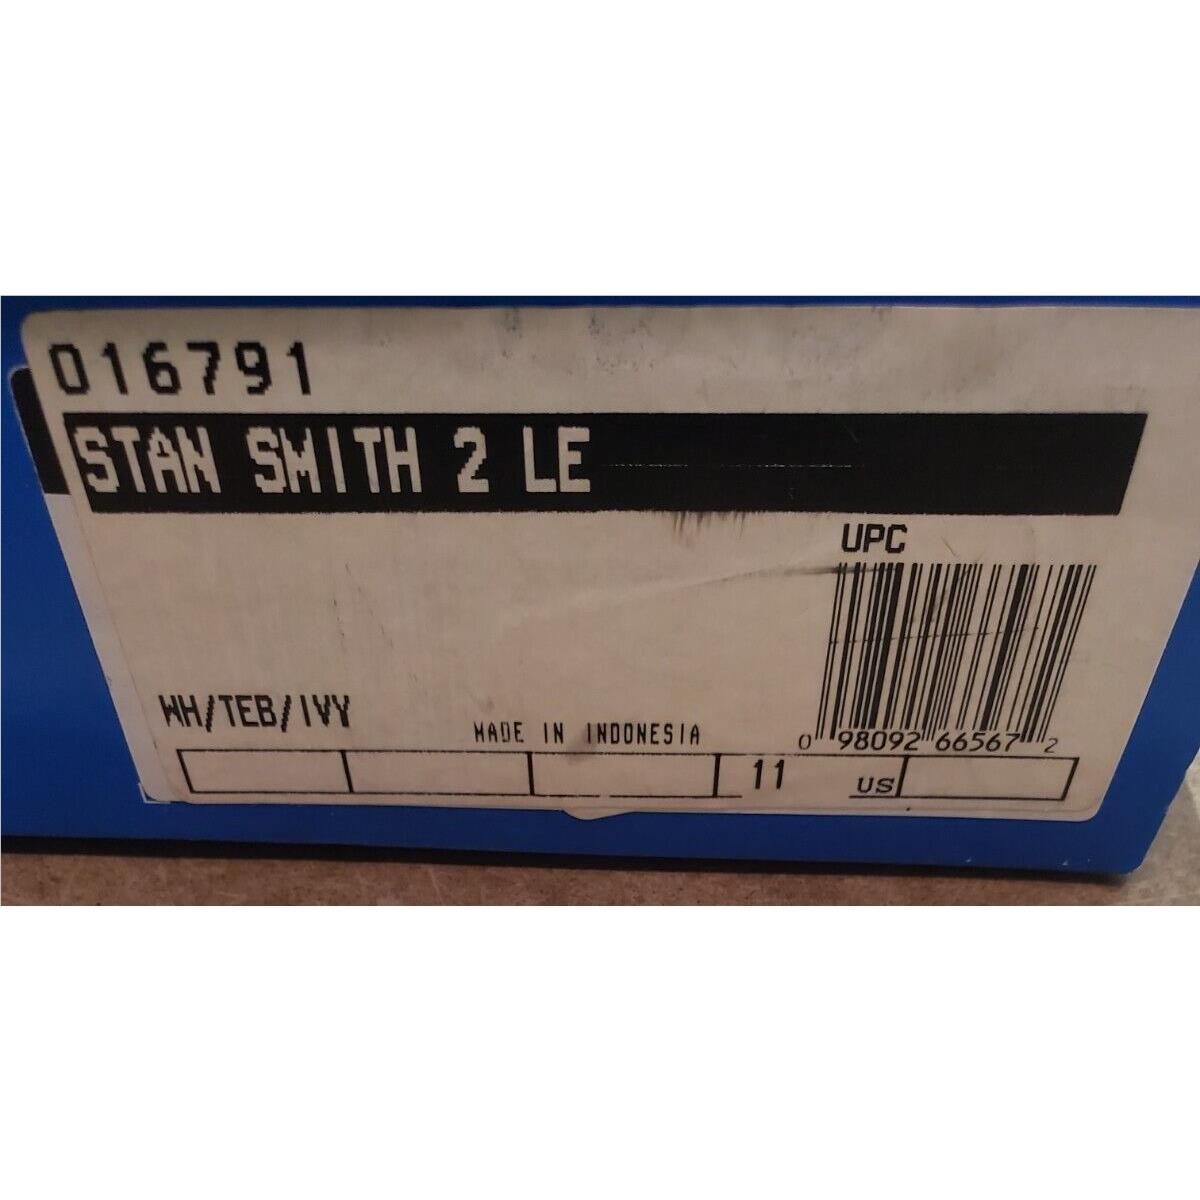 016791
STAN SMITH 2 LE
UPC
0 98092 66567 2
WH/TEB/IVY
MADE IN INDONESIA
11 US